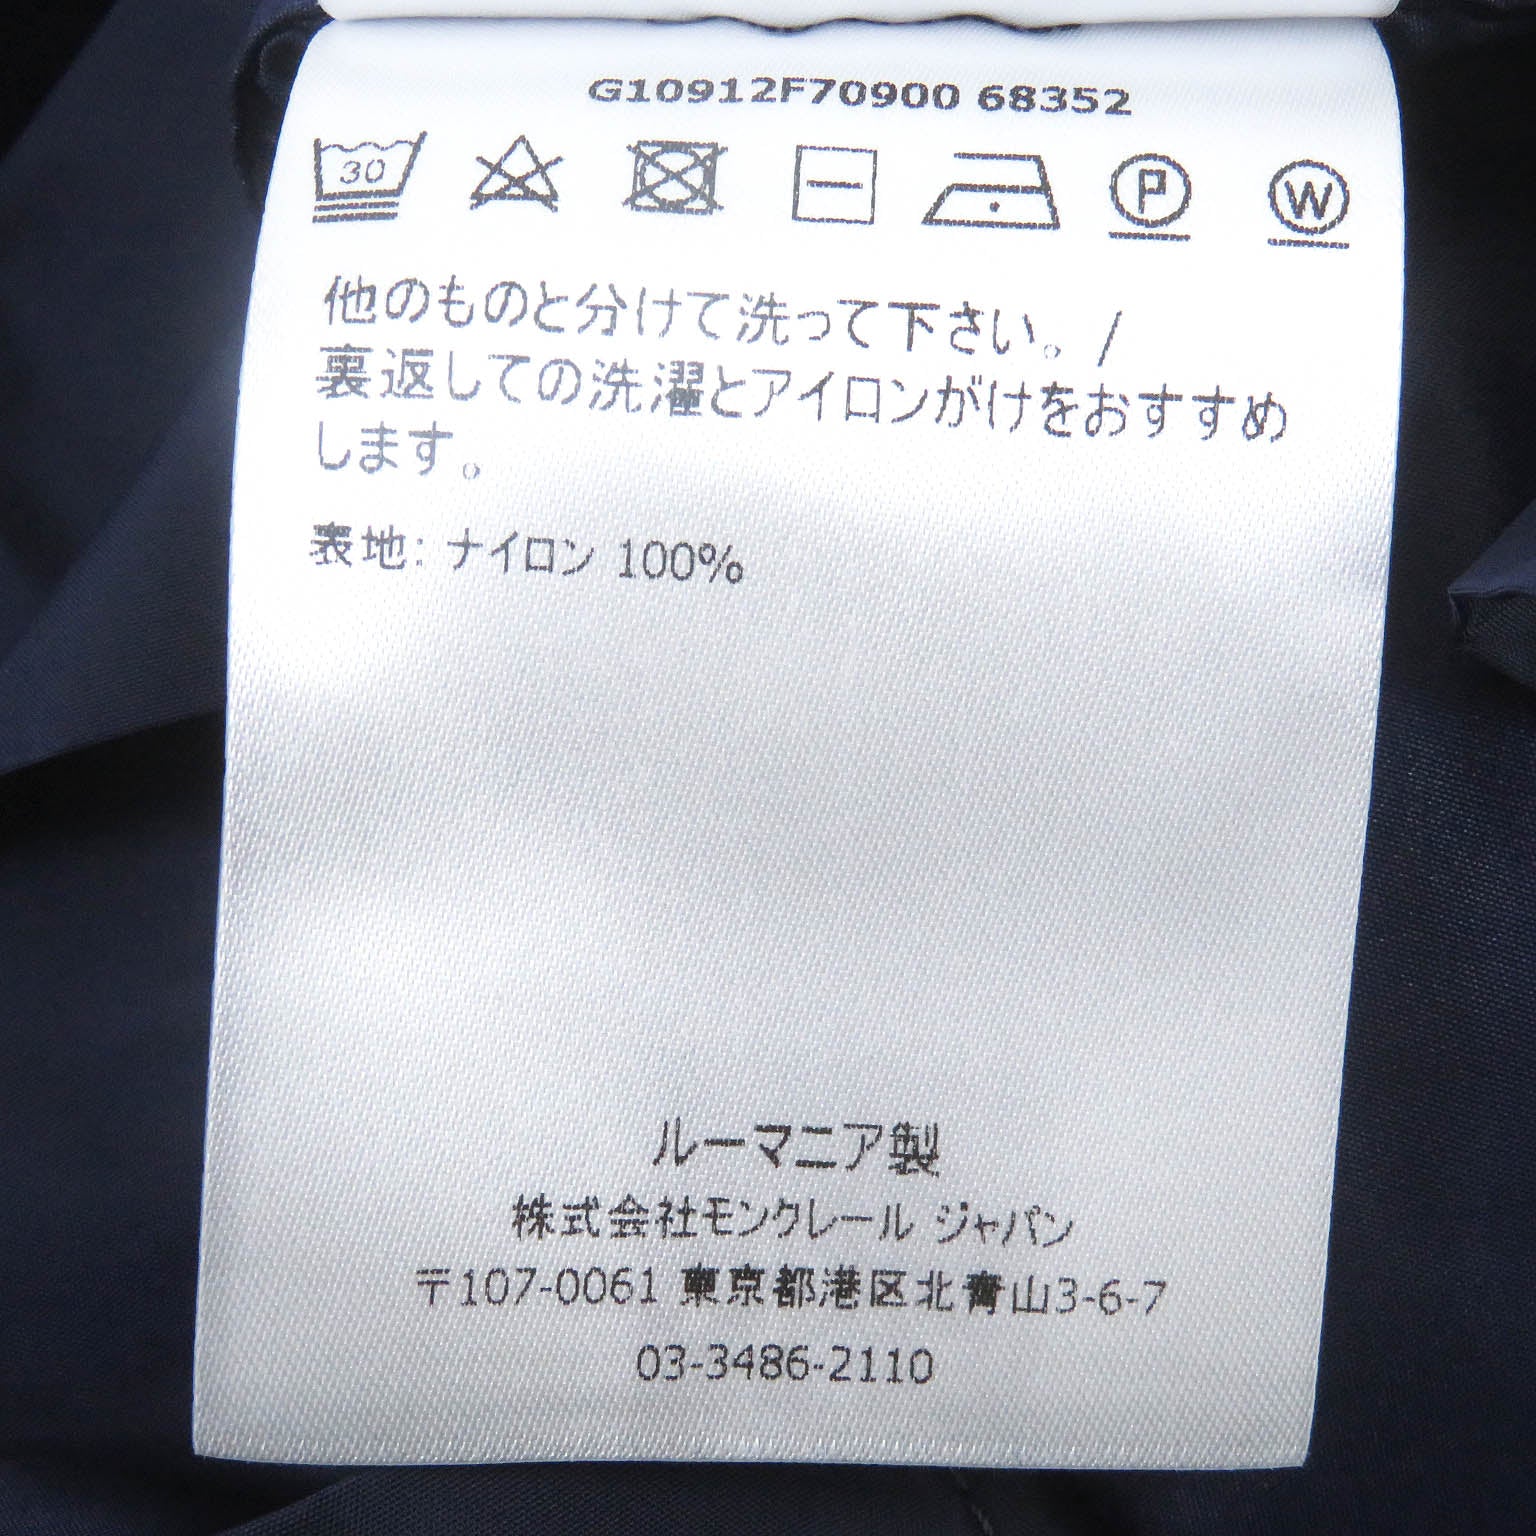 G10912F70900 68352
30 P W
他のものと分けて洗って下さい。/
裏返しての洗濯とアイロンがけをおすすめ
します。
表地: ナイロン 100%
ルーマニア製
株式会社モンクレール ジャパン
〒107-0061 東京都港区北青山3-6-7
03-3486-2110